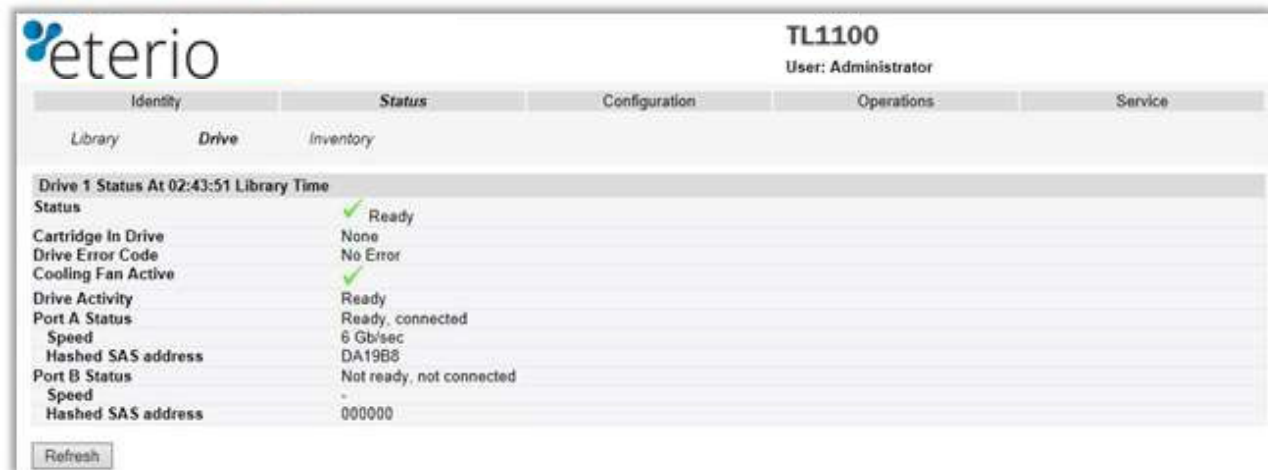 eterio
TL1100
User: Administrator
Identity Status Configuration Operations Service
Library Drive Inventory
Drive 1 Status At 02:43:51 Library Time
Status Ready
Cartridge In Drive None
Drive Error Code No Error
Cooling Fan Active
Drive Activity Ready
Port A Status Ready, connected
Speed 6 Gb/sec
Hashed SAS address DA19B8
Port B Status Not ready, not connected
Speed -
Hashed SAS address 000000
Refresh